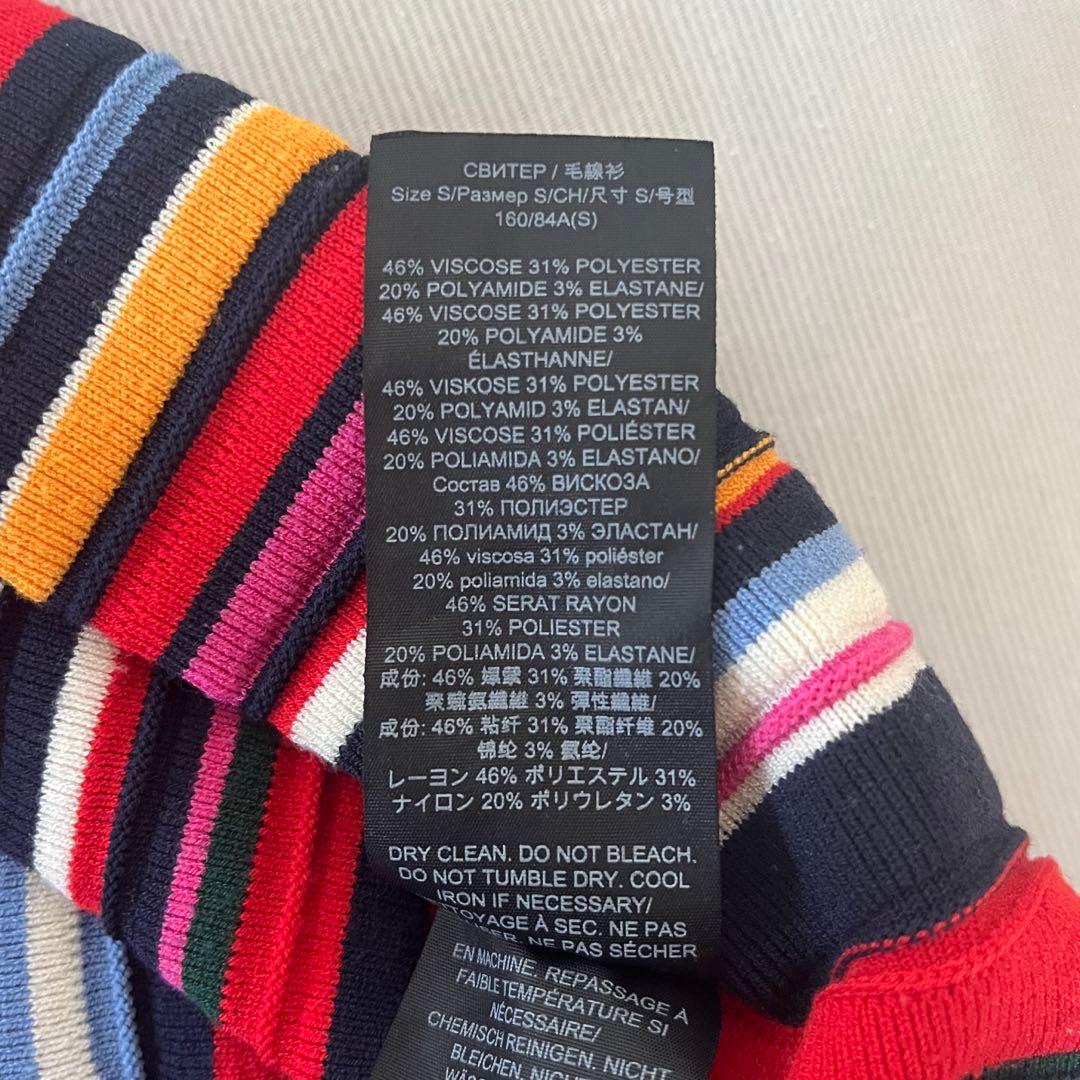 СВИТЕР / 毛線衫
Size S/Размер S/CH/尺寸 S/号型
160/84A(S)
46% VISCOSE 31% POLYESTER
20% POLYAMIDE 3% ELASTANE/
46% VISCOSE 31% POLYESTER
20% POLYAMIDE 3%
ÉLASTHANNE/
46% VISKOSE 31% POLYESTER
20% POLYAMID 3% ELASTAN/
46% VISCOSE 31% POLIÉSTER
20% POLIAMIDA 3% ELASTANO/
Состав 46% ВИСКОЗА
31% ПОЛИЭСТЕР
20% ПОЛИАМИД 3% ЭЛАСТАН/
46% viscosa 31% poliéster
20% poliamida 3% elastano/
46% SERAT RAYON
31% POLIESTER
20% POLIAMIDA 3% ELASTANE/
成份: 46% 31% 聚酯纖維 20%
3% 彈性纖維/
成份: 46% 粘纤 31% 聚酯纤维 20%
锦纶 3% 氨纶/
レーヨン 46% ポリエステル 31%
ナイロン 20% ポリウレタン 3%
DRY CLEAN. DO NOT BLEACH.
DO NOT TUMBLE DRY. COOL
IRON IF NECESSARY/
TOYAGE À SEC. NE PAS
NE PAS SÉCHER
EN MACHINE. REPASSAGE À
FAIBLE TEMPÉRATURE SI
NÉCESSAIRE/
CHEMISCH REINIGEN. NICHT
BLEICHEN.